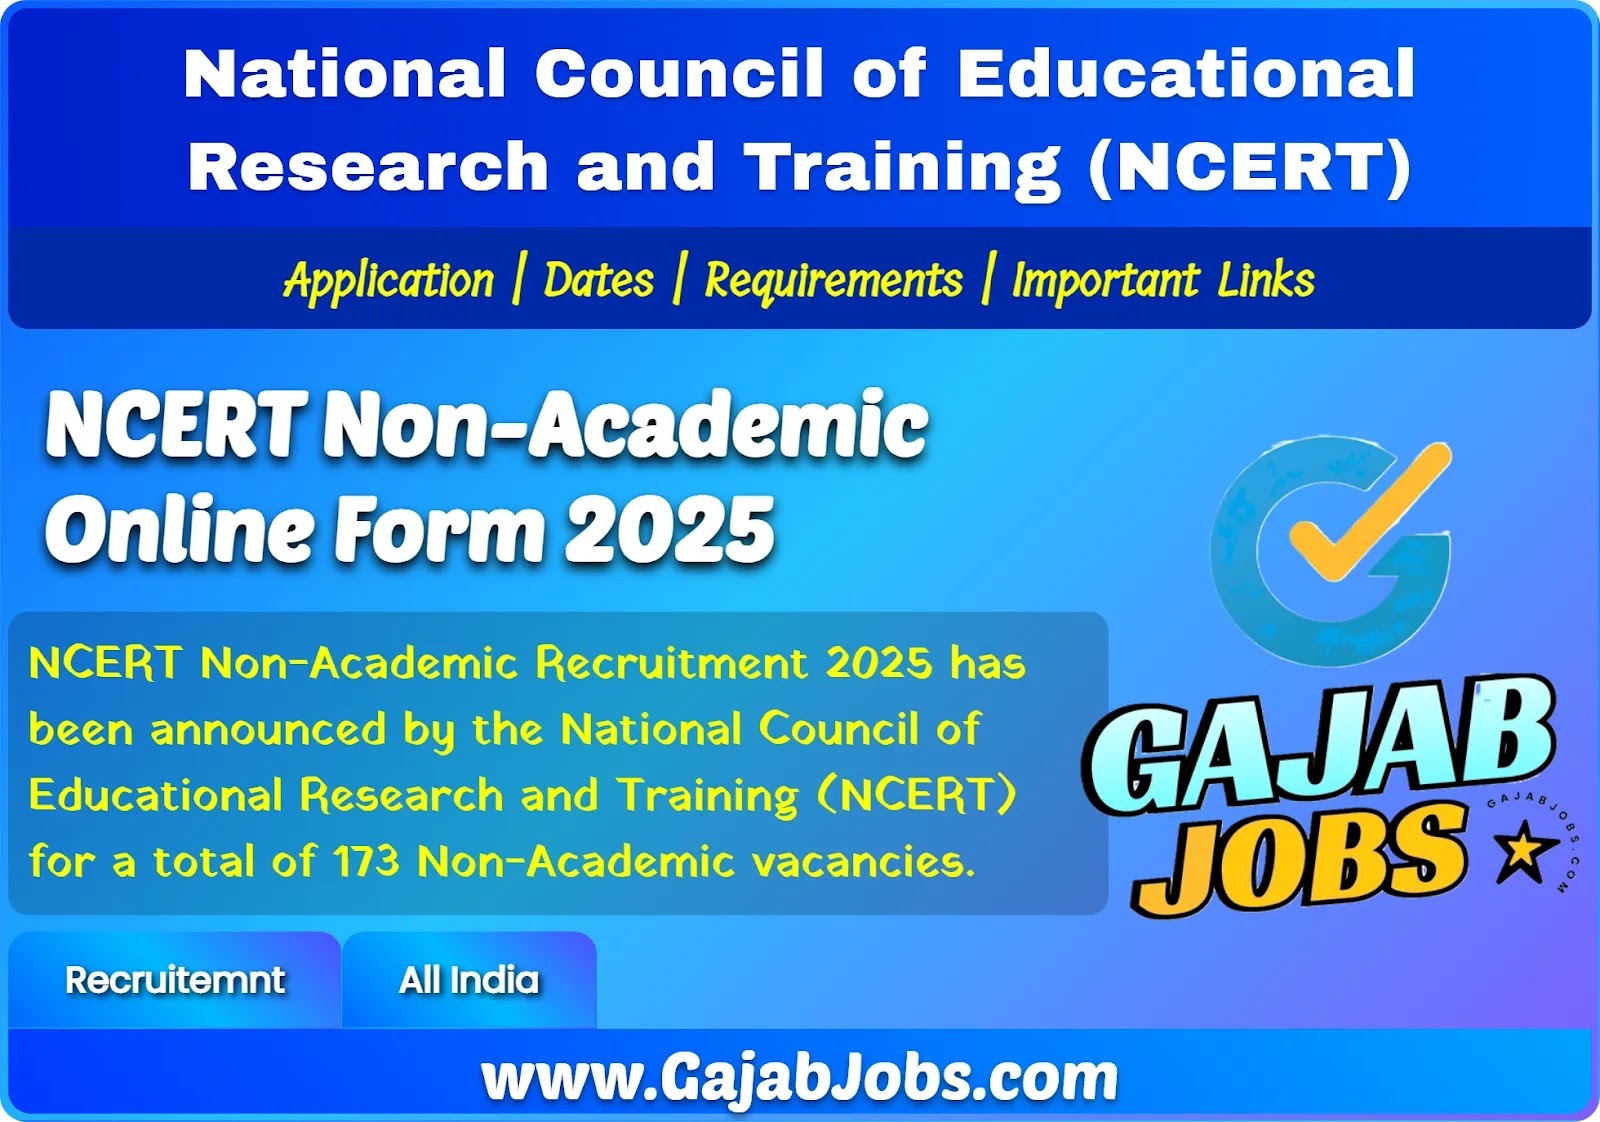 National Council of Educational
Research and Training (NCERT)
Application | Dates | Requirements | Important Links
NCERT Non-Academic
Online Form 2025
NCERT Non-Academic Recruitment 2025 has
been announced by the National Council of
Educational Research and Training (NCERT)
for a total of 173 Non-Academic vacancies.
GAJAB
JOBS
GAJABJOBS.COM
Recruitemnt
All India
www.GajabJobs.com